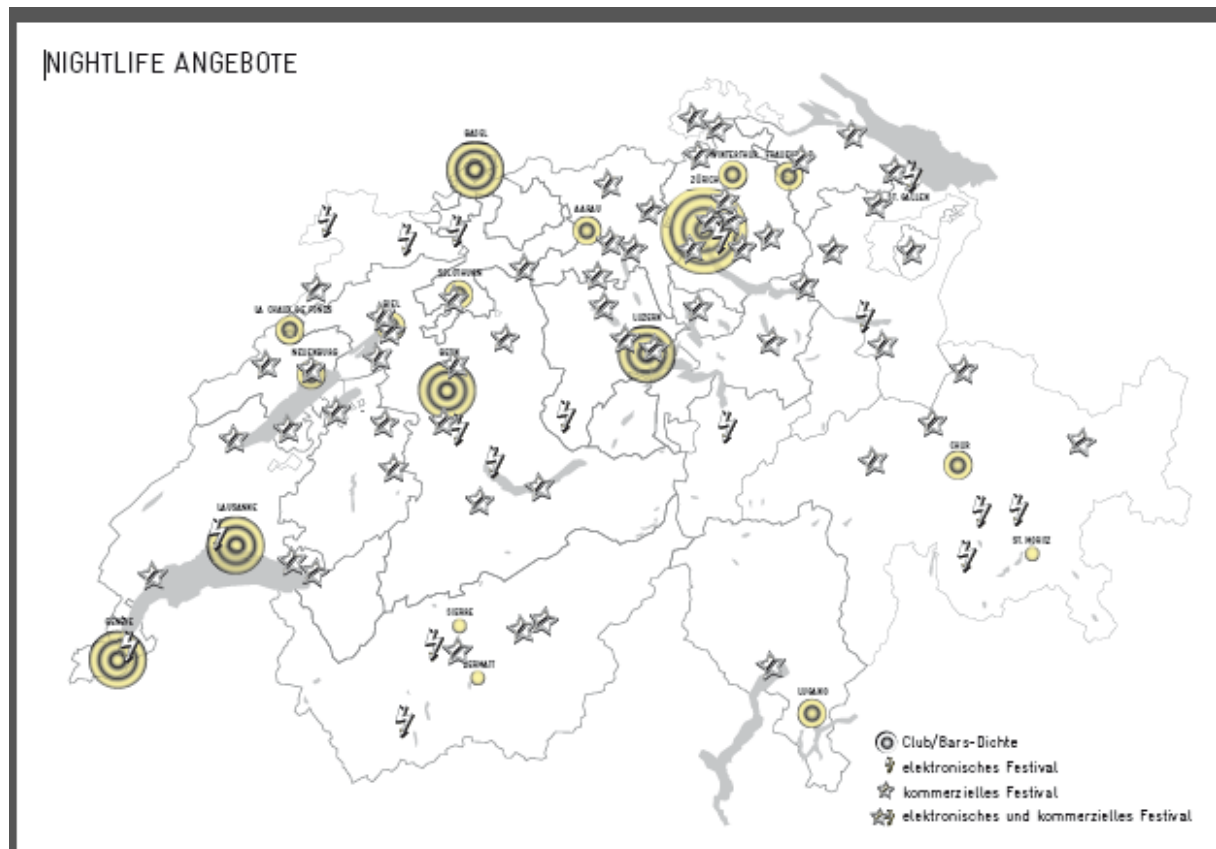 NIGHTLIFE ANGEBOTE
BASEL
WINTERTHUR
ZÜRICH
AARAU
ST. GALLEN
SOLOTHURN
BIEL
LA CHAUX DE FONDS
LUZERN
NEUENBURG
BERN
CHUR
LAUSANNE
ST. MORITZ
GENÈVE
SIERRE
ZERMATT
LUGANO
Club/Bars-Dichte
elektronisches Festival
kommerzielles Festival
elektronisches und kommerzielles Festival